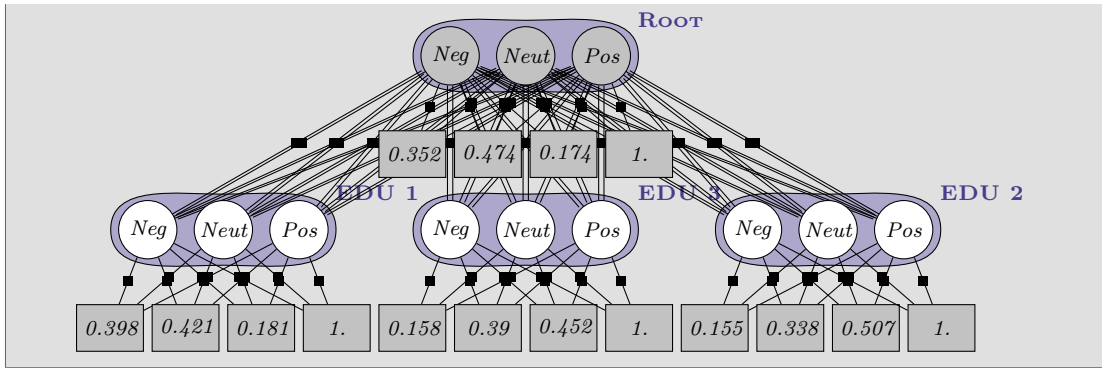 ROOT
Neg Neut Pos
0.352 0.474 0.174 1.
EDU 1 EDU 3 EDU 2
Neg Neut Pos Neg Neut Pos Neg Neut Pos
0.398 0.421 0.181 1. 0.158 0.39 0.452 1. 0.155 0.338 0.507 1.